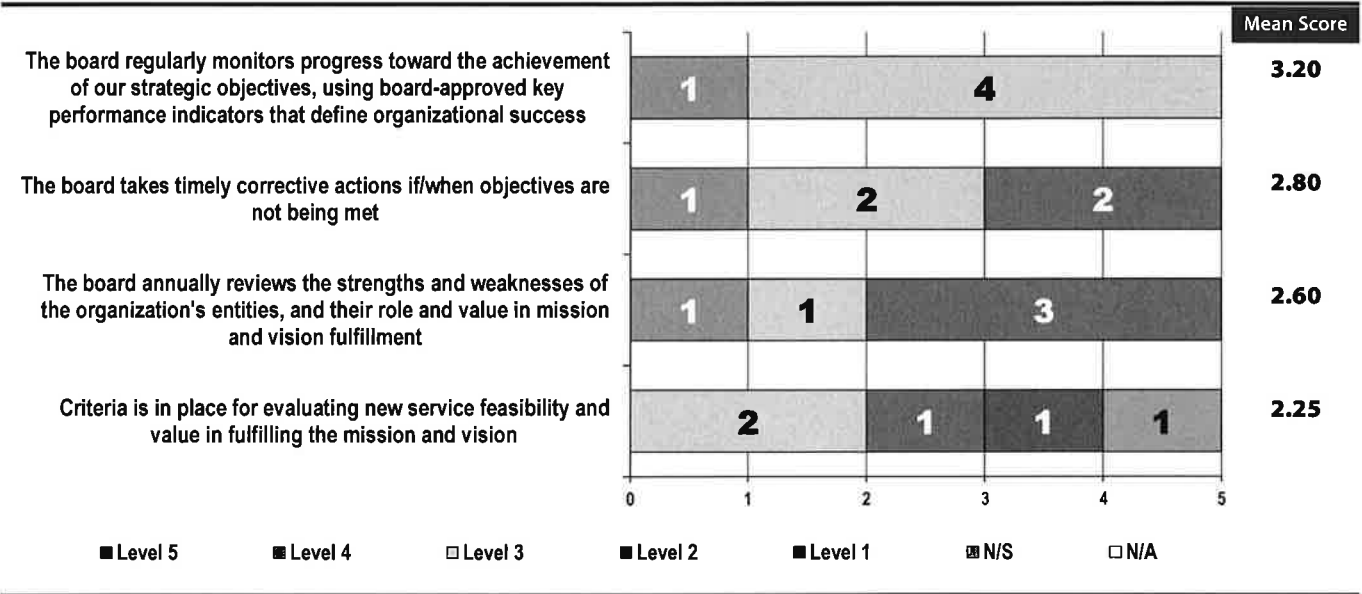 Mean Score
The board regularly monitors progress toward the achievement
of our strategic objectives, using board-approved key
performance indicators that define organizational success
1 4
3.20
The board takes timely corrective actions if/when objectives are
not being met
1 2 2
2.80
The board annually reviews the strengths and weaknesses of
the organization's entities, and their role and value in mission
and vision fulfillment
1 1 3
2.60
Criteria is in place for evaluating new service feasibility and
value in fulfilling the mission and vision
2 1 1 1
2.25
0 1 2 3 4 5
Level 5 Level 4 Level 3 Level 2 Level 1 N/S N/A